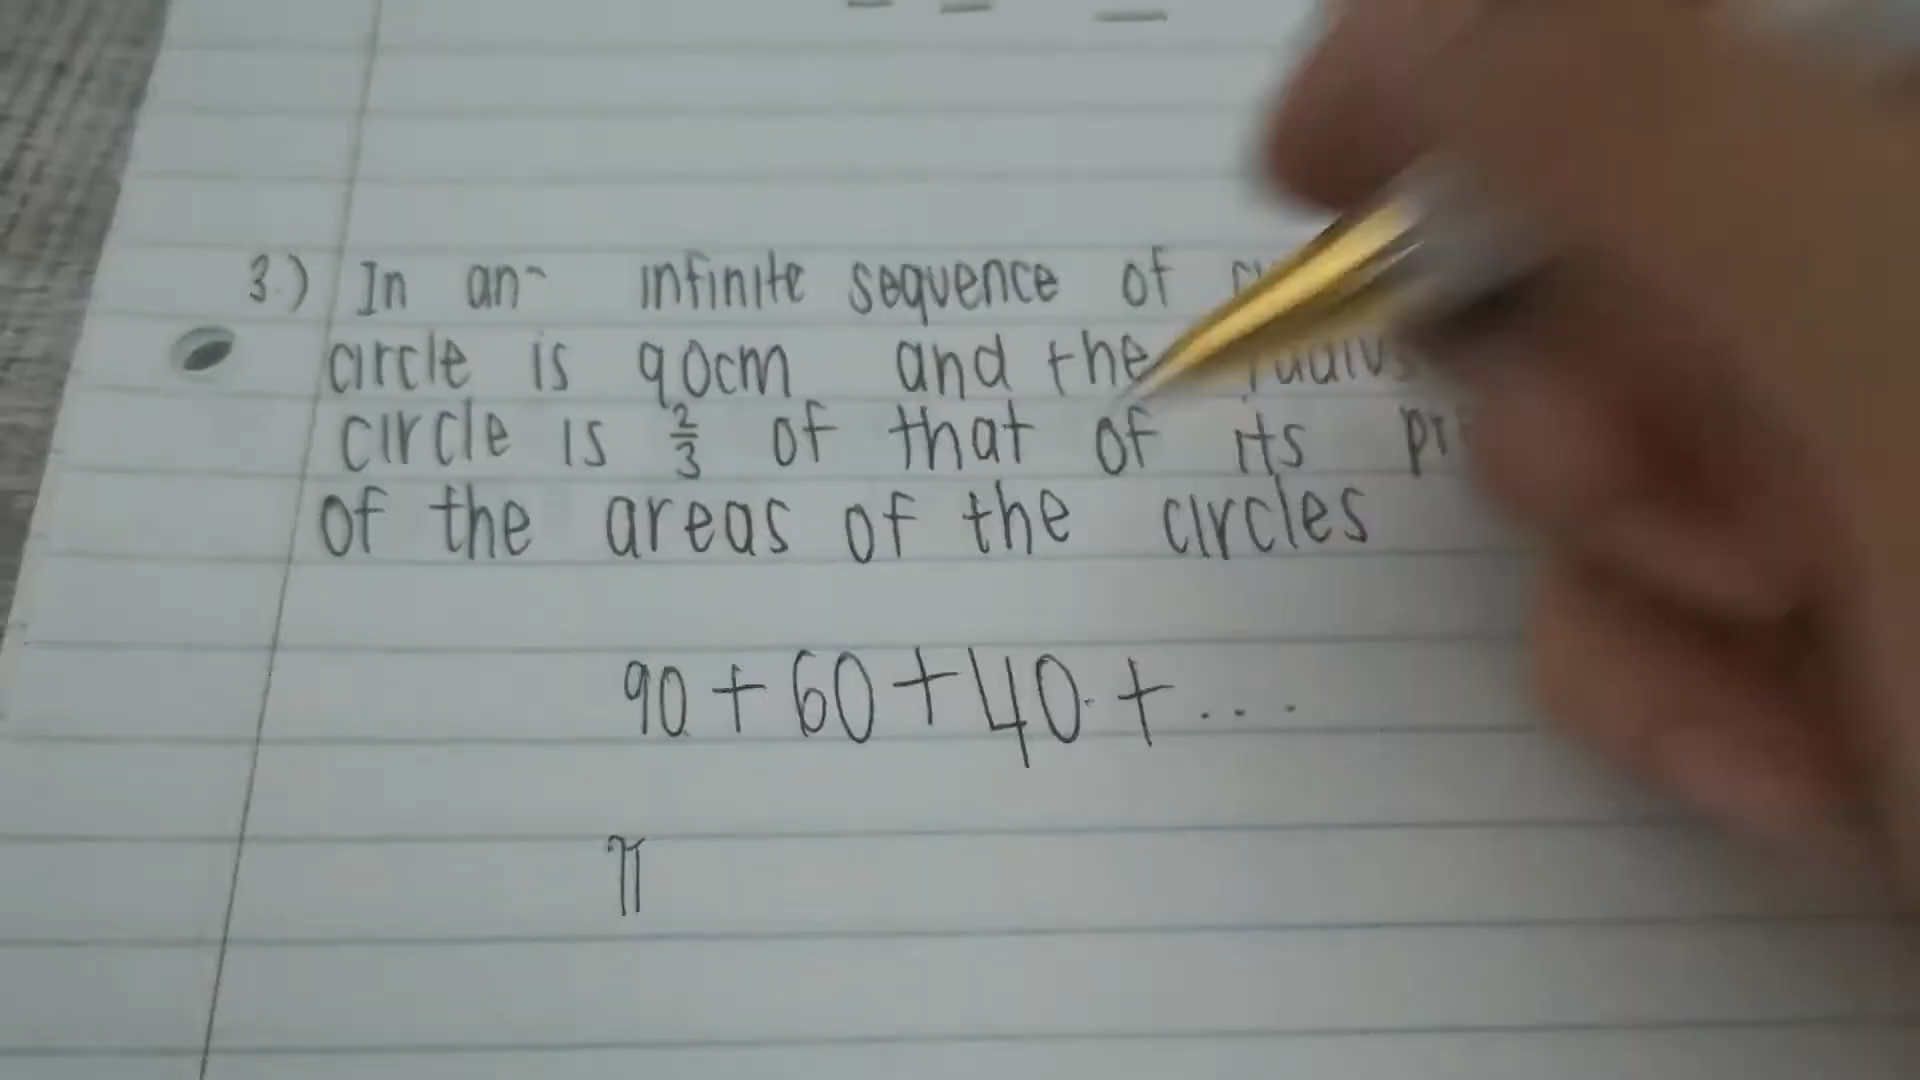 3.) In an infinite sequence of
circle is 90cm and the radius
circle is 2/3 of that of its
of the areas of the circles
90 + 60 + 40 + ...
π